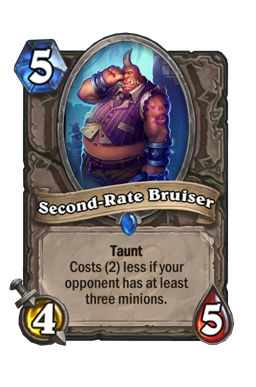 5
Second-Rate Bruiser
Taunt
Costs (2) less if your
opponent has at least
three minions.
4
5